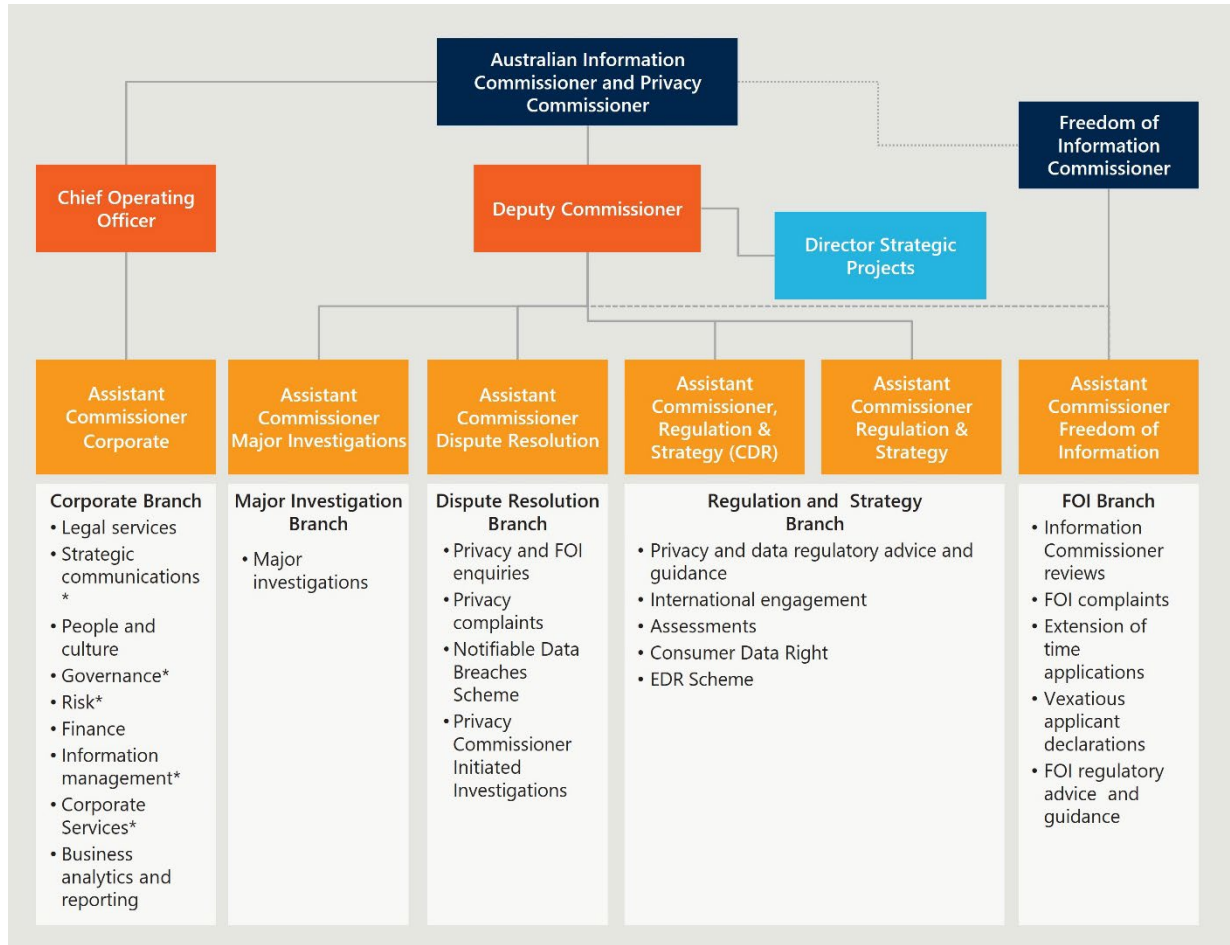 Australian Information
Commissioner and Privacy
Commissioner
Freedom of
Information
Commissioner
Chief Operating
Officer
Deputy Commissioner
Director Strategic
Projects
Assistant
Commissioner
Corporate
Assistant
Commissioner
Major Investigations
Assistant
Commissioner
Dispute Resolution
Assistant
Commissioner,
Regulation &
Strategy (CDR)
Assistant
Commissioner
Regulation &
Strategy
Assistant
Commissioner
Freedom of
Information
Corporate Branch
• Legal services
• Strategic
communications
*
• People and
culture
• Governance*
• Risk*
• Finance
• Information
management*
• Corporate
Services*
• Business
analytics and
reporting
Major Investigation
Branch
• Major
investigations
Dispute Resolution
Branch
• Privacy and FOI
enquiries
• Privacy
complaints
• Notifiable Data
Breaches
Scheme
• Privacy
Commissioner
Initiated
Investigations
Regulation and Strategy
Branch
• Privacy and data regulatory advice and
guidance
• International engagement
• Assessments
• Consumer Data Right
• EDR Scheme
FOI Branch
• Information
Commissioner
reviews
• FOI complaints
• Extension of
time
applications
• Vexatious
applicant
declarations
• FOI regulatory
advice and
guidance